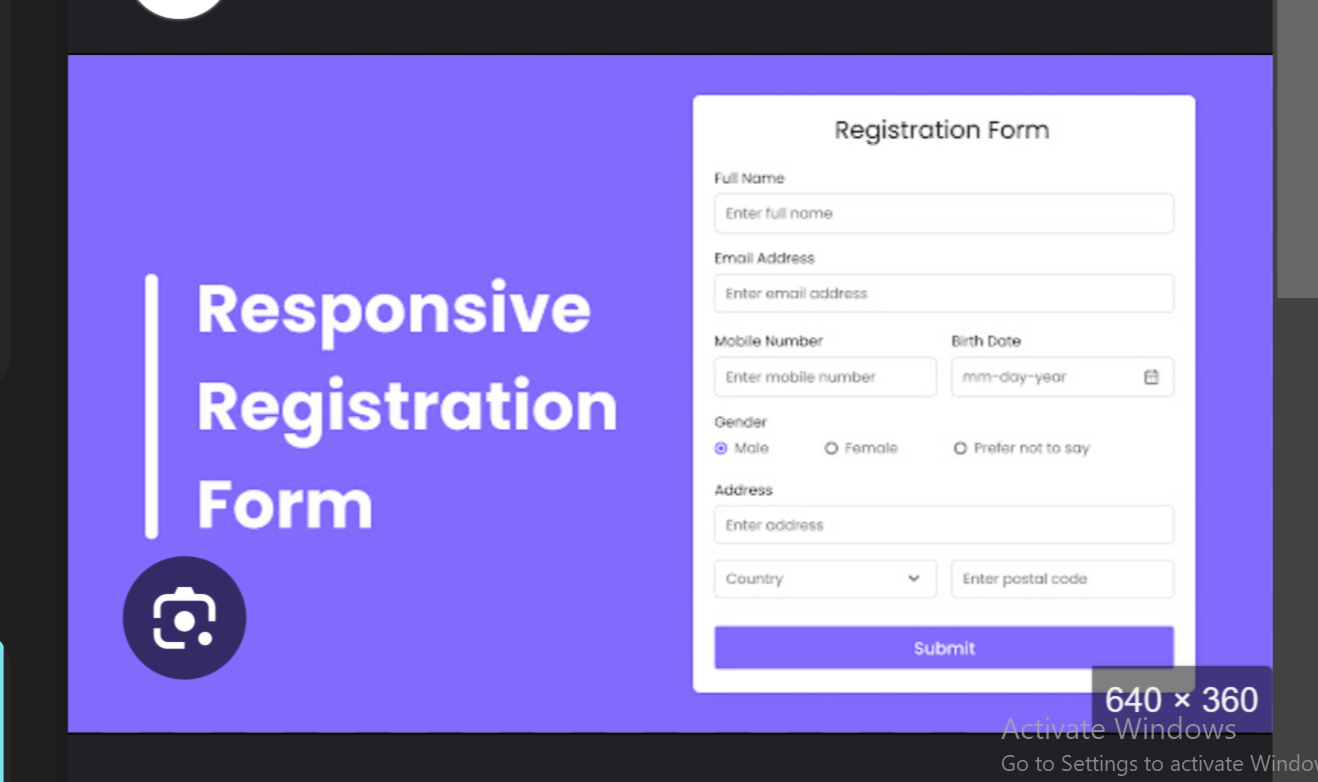 Responsive
Registration
Form
Registration Form
Full Name
Enter full name
Email Address
Enter email address
Mobile Number Birth Date
Enter mobile number mm-day-year
Gender
Male Female Prefer not to say
Address
Enter address
Country Enter postal code
Submit
640 × 360
Activate Windows
Go to Settings to activate Window